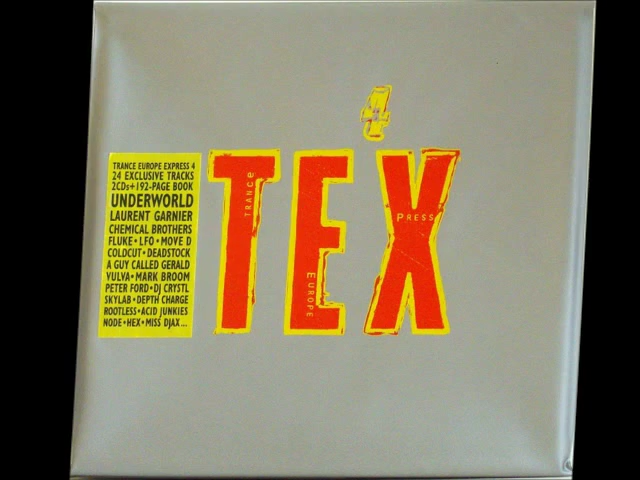 4
TEX
TRANCE
EUROPE
PRESS
TRANCE EUROPE EXPRESS 4
24 EXCLUSIVE TRACKS
2CDs+192-PAGE BOOK
UNDERWORLD
LAURENT GARNIER
CHEMICAL BROTHERS
FLUKE•LFO•MOVE D
COLDCUT•DEADSTOCK
A GUY CALLED GERALD
VULVA•MARK BROOM
PETER FORD•DJ CRYSTL
SKYLAB•DEPTH CHARGE
ROOTLESS•ACID JUNKIES
NODE•HEX•MISS DJAX...